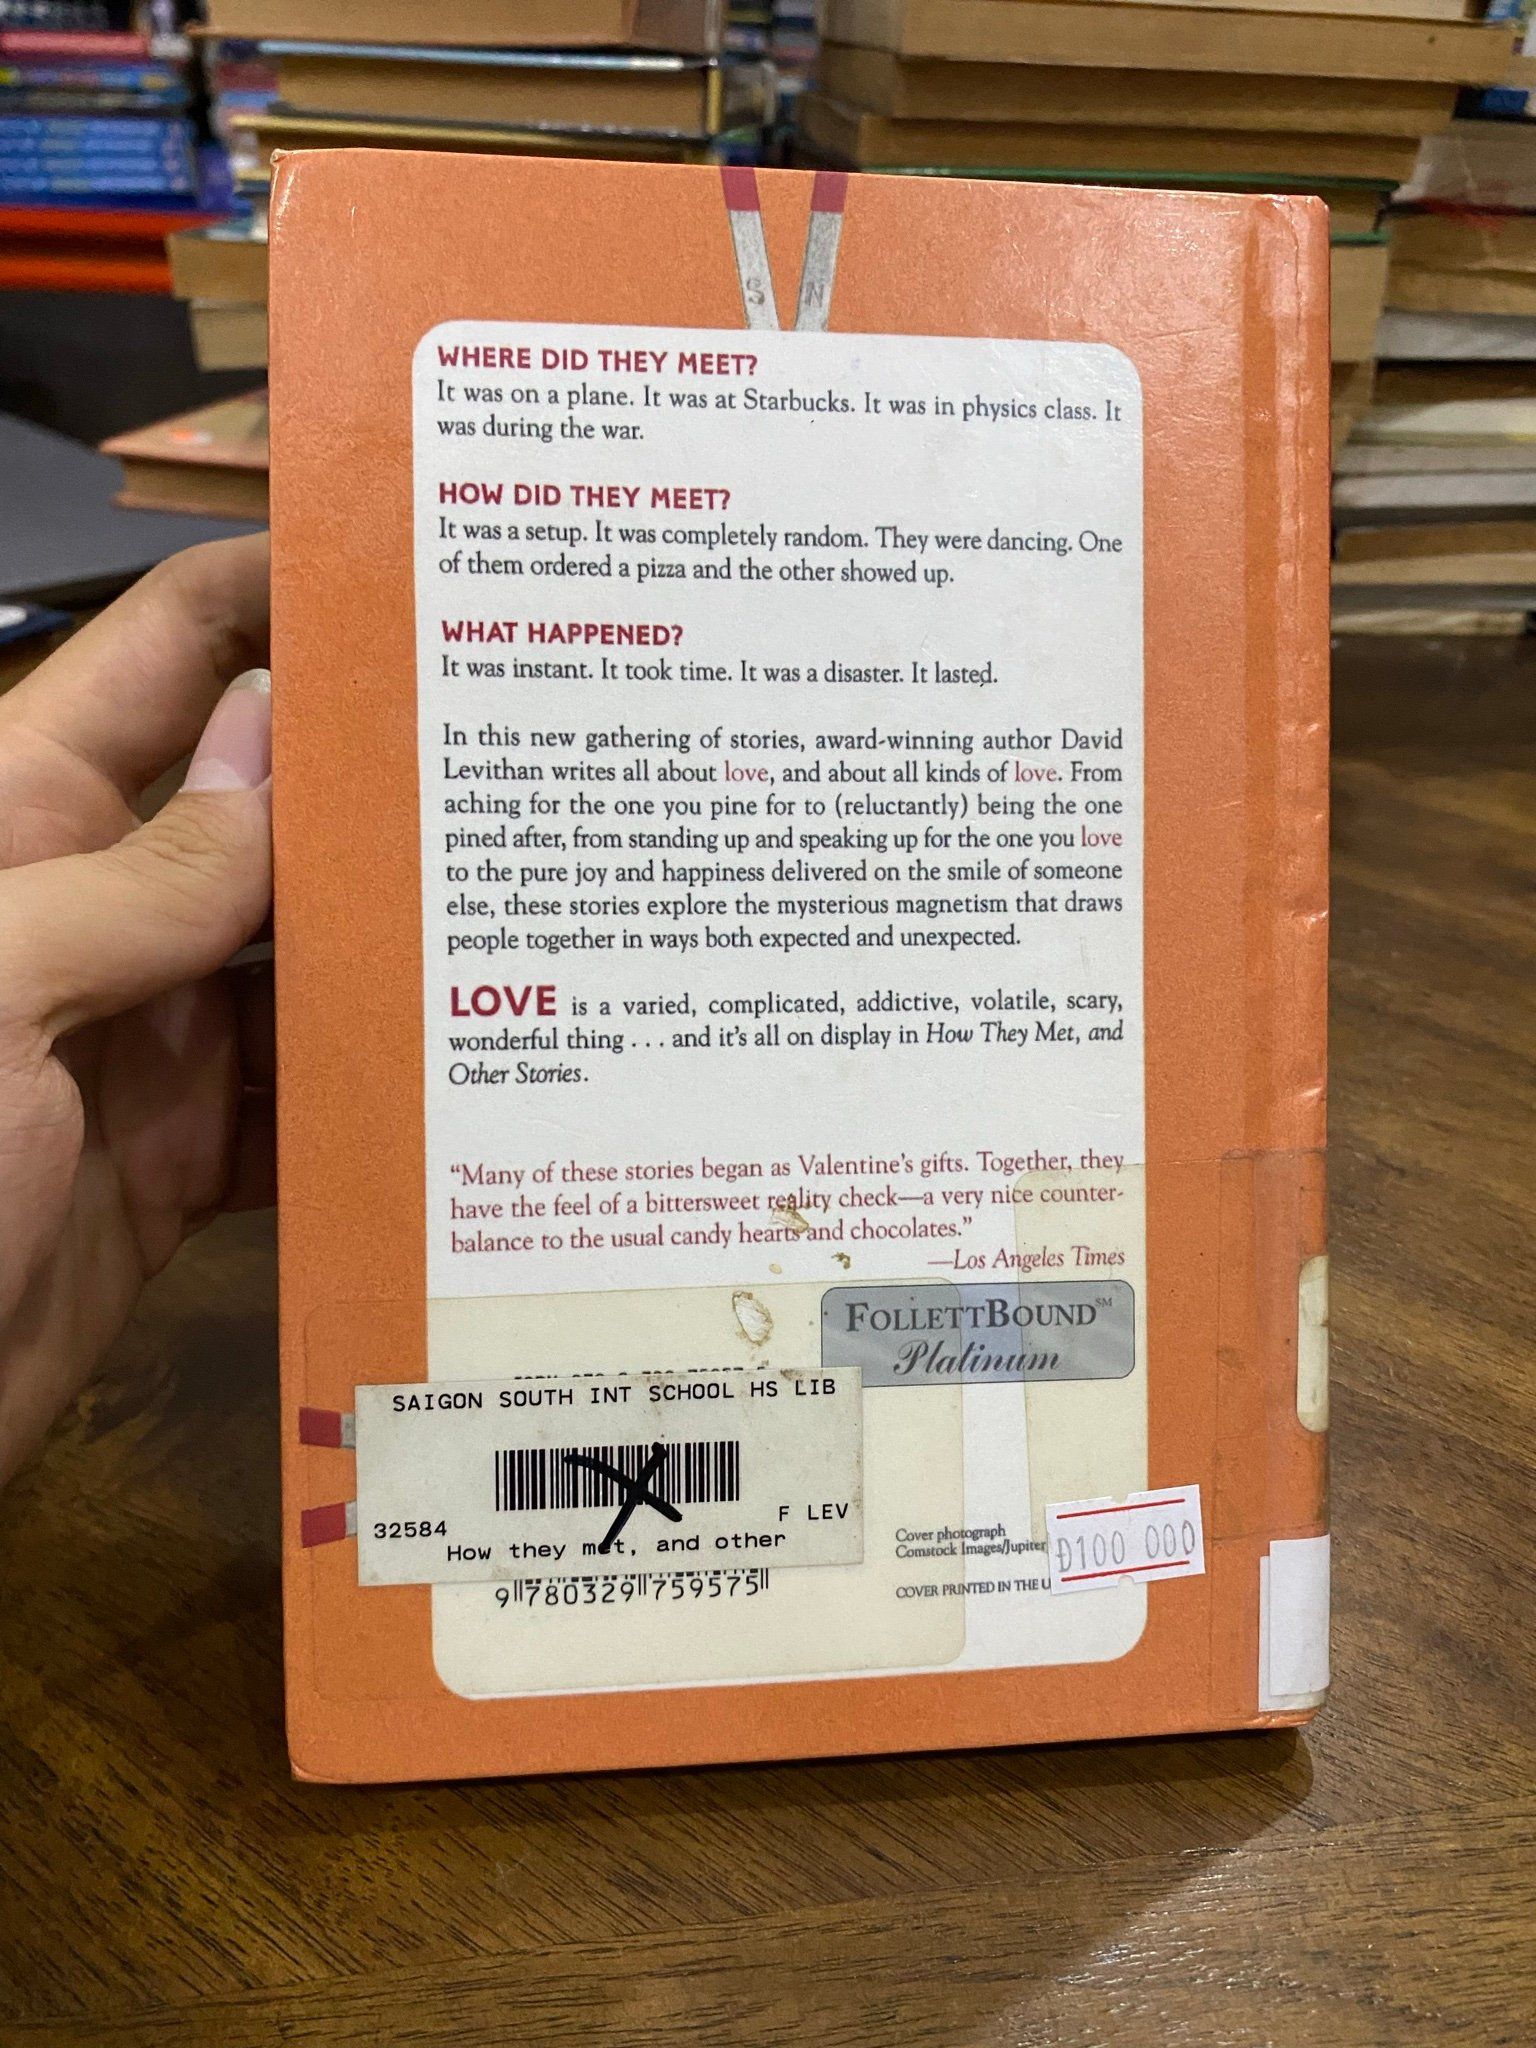 S N
WHERE DID THEY MEET?
It was on a plane. It was at Starbucks. It was in physics class. It
was during the war.
HOW DID THEY MEET?
It was a setup. It was completely random. They were dancing. One
of them ordered a pizza and the other showed up.
WHAT HAPPENED?
It was instant. It took time. It was a disaster. It lasted.
In this new gathering of stories, award-winning author David
Levithan writes all about love, and about all kinds of love. From
aching for the one you pine for to (reluctantly) being the one
pined after, from standing up and speaking up for the one you love
to the pure joy and happiness delivered on the smile of someone
else, these stories explore the mysterious magnetism that draws
people together in ways both expected and unexpected.
LOVE is a varied, complicated, addictive, volatile, scary,
wonderful thing . . . and it's all on display in How They Met, and
Other Stories.
“Many of these stories began as Valentine's gifts. Together, they
have the feel of a bittersweet reality check—a very nice counter-
balance to the usual candy hearts and chocolates.”
—Los Angeles Times
FOLLETTBOUND℠
Platinum
SAIGON SOUTH INT SCHOOL HS LIB
32584
F LEV
How they met, and other
9 780329 759575
Cover photograph
Comstock Images/Jupiter
COVER PRINTED IN THE U
Đ100 000